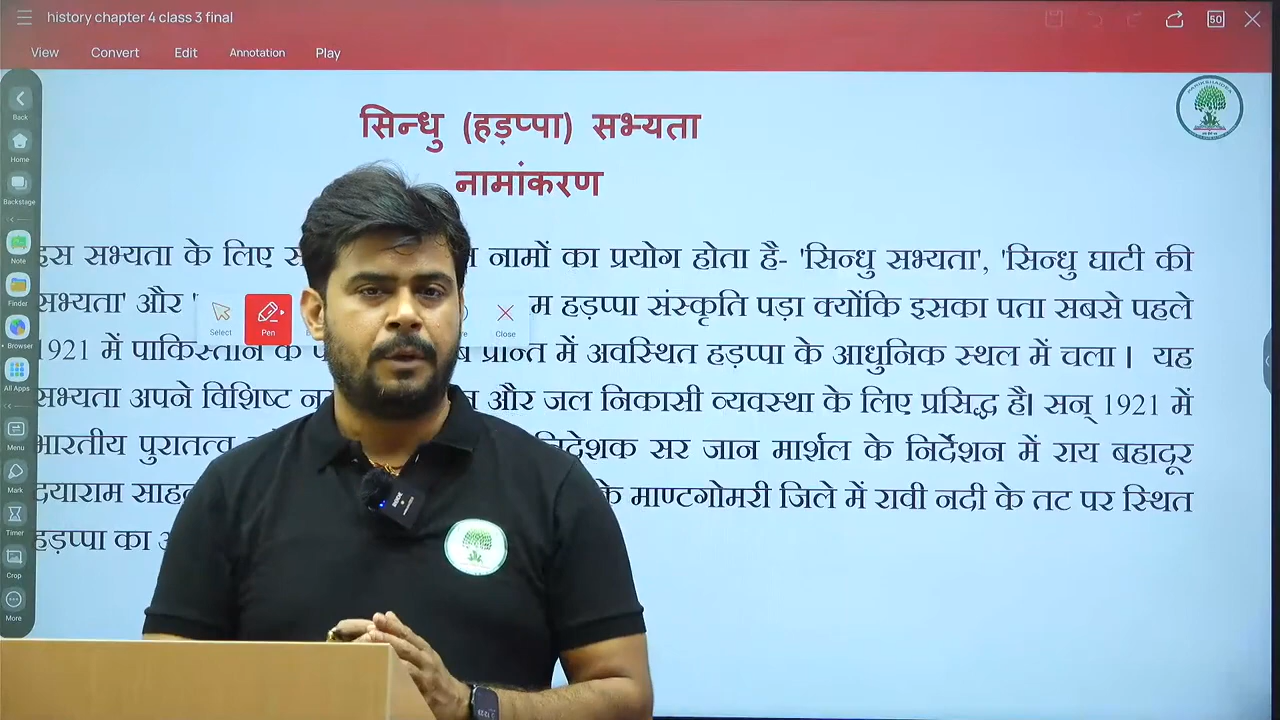 history chapter 4 class 3 final
50
View Convert Edit Annotation Play
Back
Home
Backstage
Note
Finder
Browser
All Apps
Menu
Mark
Timer
Crop
More
सिन्धु (हड़प्पा) सभ्यता
नामांकरण
इस सभ्यता के लिए नामों का प्रयोग होता है- 'सिन्धु सभ्यता', 'सिन्धु घाटी की
सभ्यता' और ' हड़प्पा संस्कृति पड़ा क्योंकि इसका पता सबसे पहले
Select Pen Close
1921 में पाकिस्तान के प्रान्त में अवस्थित हड़प्पा के आधुनिक स्थल में चला। यह
सभ्यता अपने विशिष्ट और जल निकासी व्यवस्था के लिए प्रसिद्ध है। सन् 1921 में
भारतीय पुरातत्व निदेशक सर जान मार्शल के निर्देशन में राय बहादूर
दयाराम के माण्टगोमरी जिले में रावी नदी के तट पर स्थित
हड़प्पा का